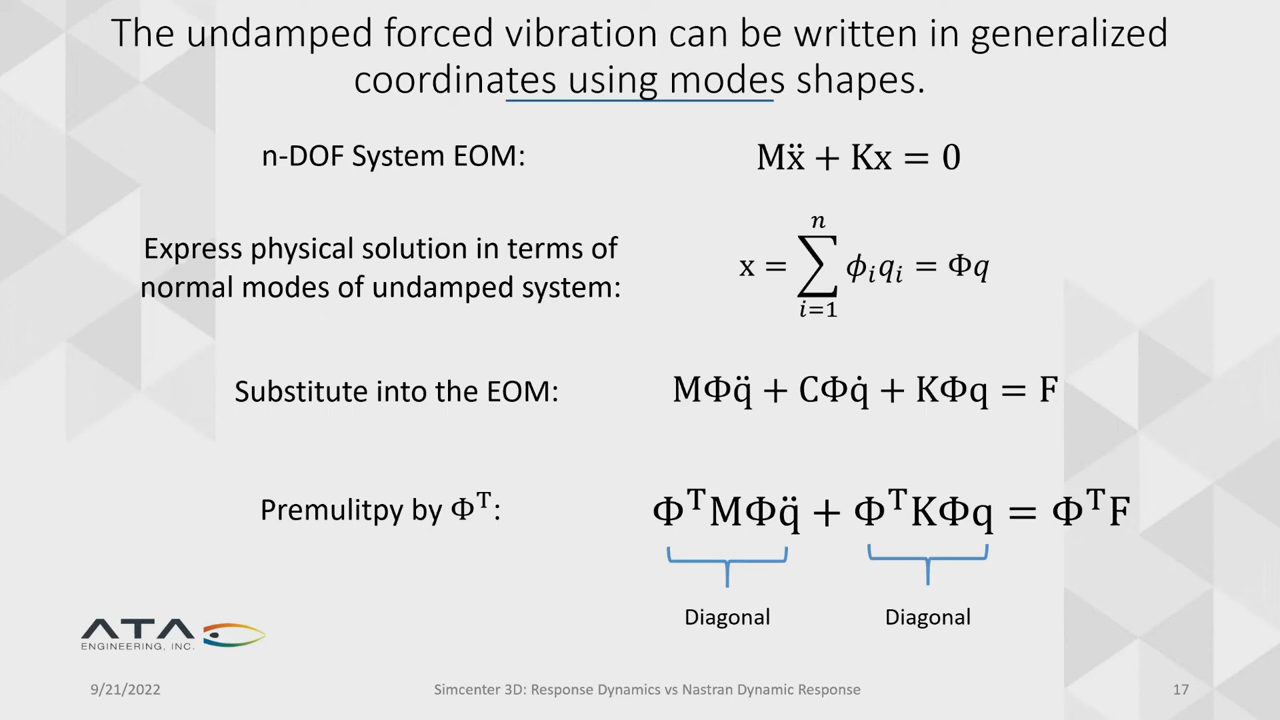 The undamped forced vibration can be written in generalized
coordinates using modes shapes.
n-DOF System EOM:
Mẍ + Kx = 0
Express physical solution in terms of
normal modes of undamped system:
x = ∑_{i=1}^{n} ϕᵢqᵢ = Φq
Substitute into the EOM:
MΦq̈ + CΦq̇ + KΦq = F
Premulitpy by Φᵀ:
ΦᵀMΦq̈ + ΦᵀKΦq = ΦᵀF
Diagonal
Diagonal
ATA
ENGINEERING, INC.
9/21/2022
Simcenter 3D: Response Dynamics vs Nastran Dynamic Response
17